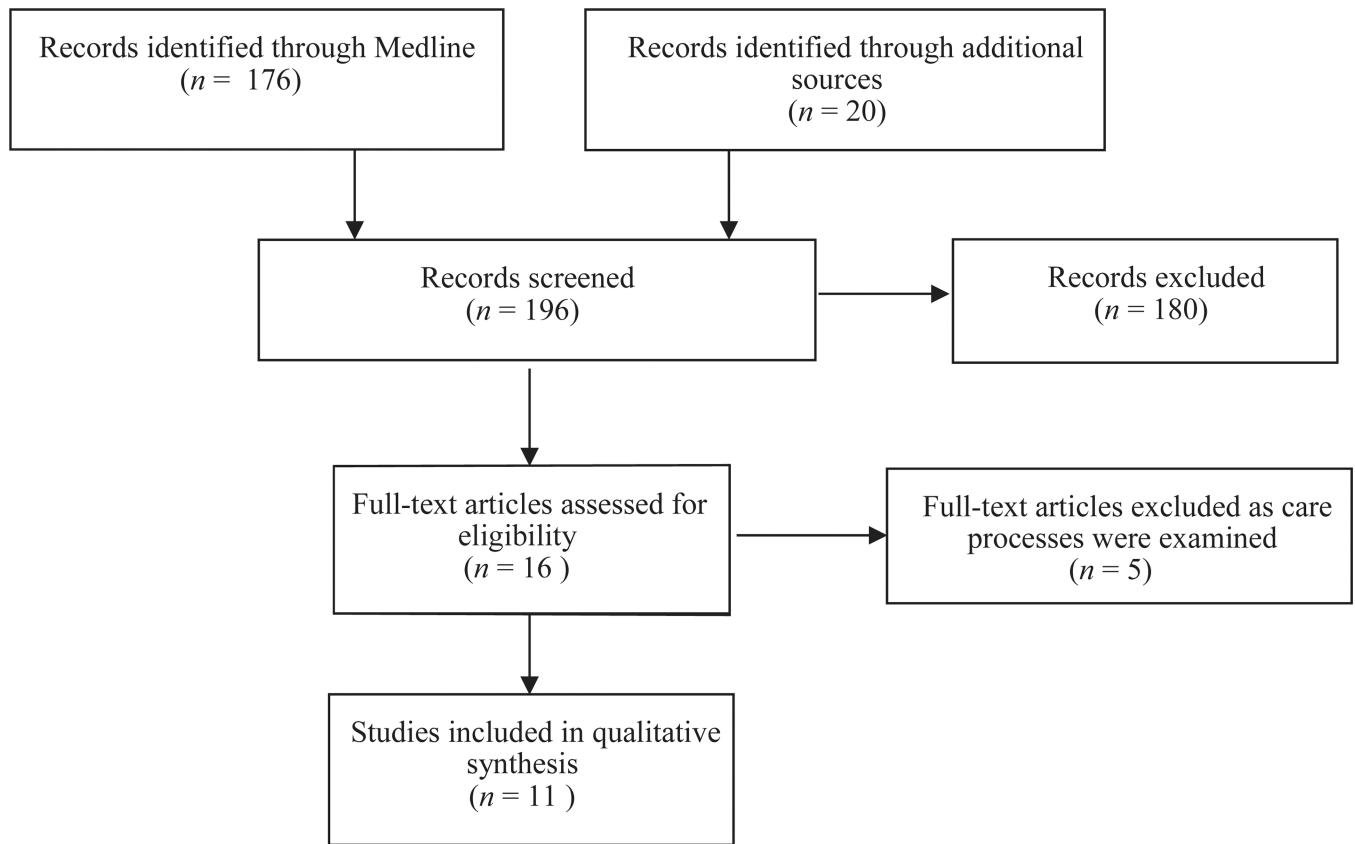 Records identified through Medline
(n = 176)
Records identified through additional
sources
(n = 20)
Records screened
(n = 196)
Records excluded
(n = 180)
Full-text articles assessed for
eligibility
(n = 16 )
Full-text articles excluded as care
processes were examined
(n = 5)
Studies included in qualitative
synthesis
(n = 11 )